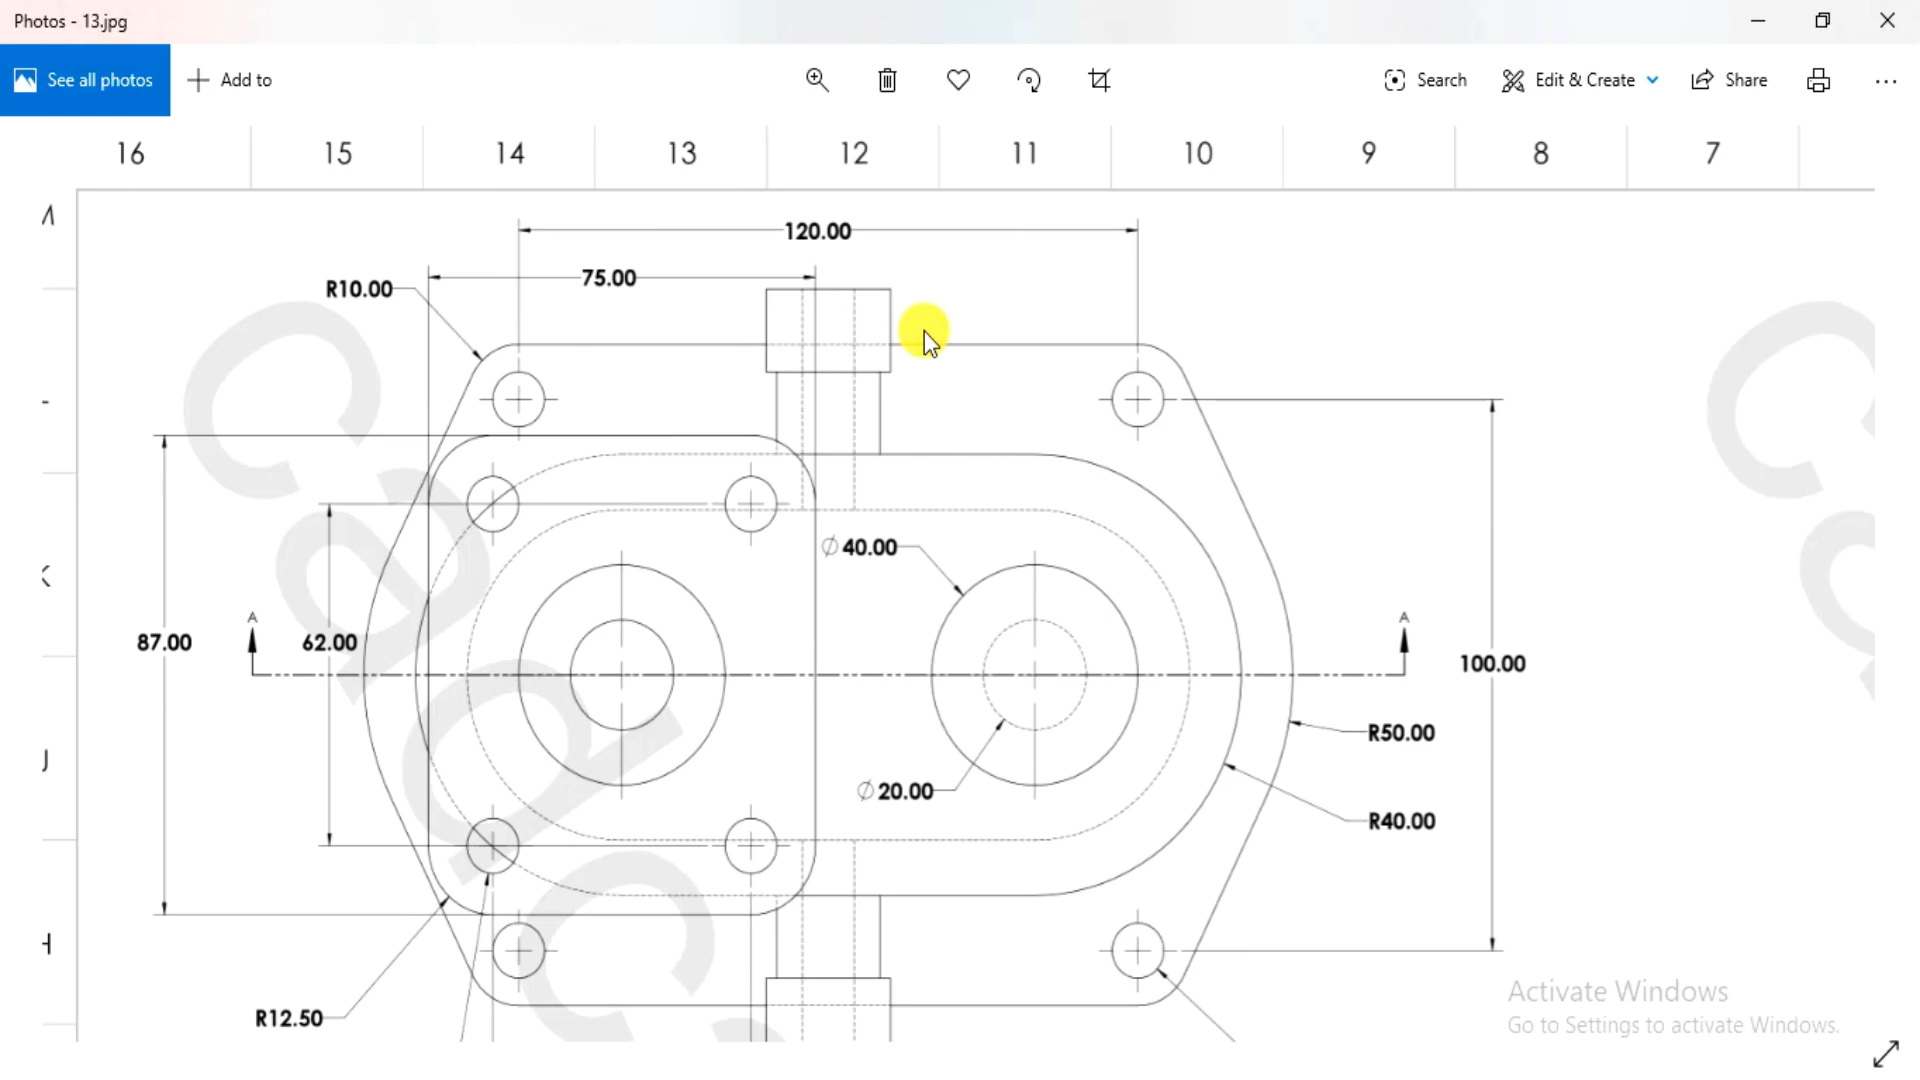 Photos - 13.jpg
See all photos
Add to
Search
Edit & Create
Share
16 15 14 13 12 11 10 9 8 7
120.00
75.00
R10.00
Ø 40.00
A
A
87.00
62.00
100.00
R50.00
Ø 20.00
R40.00
K
J
H
R12.50
Activate Windows
Go to Settings to activate Windows.